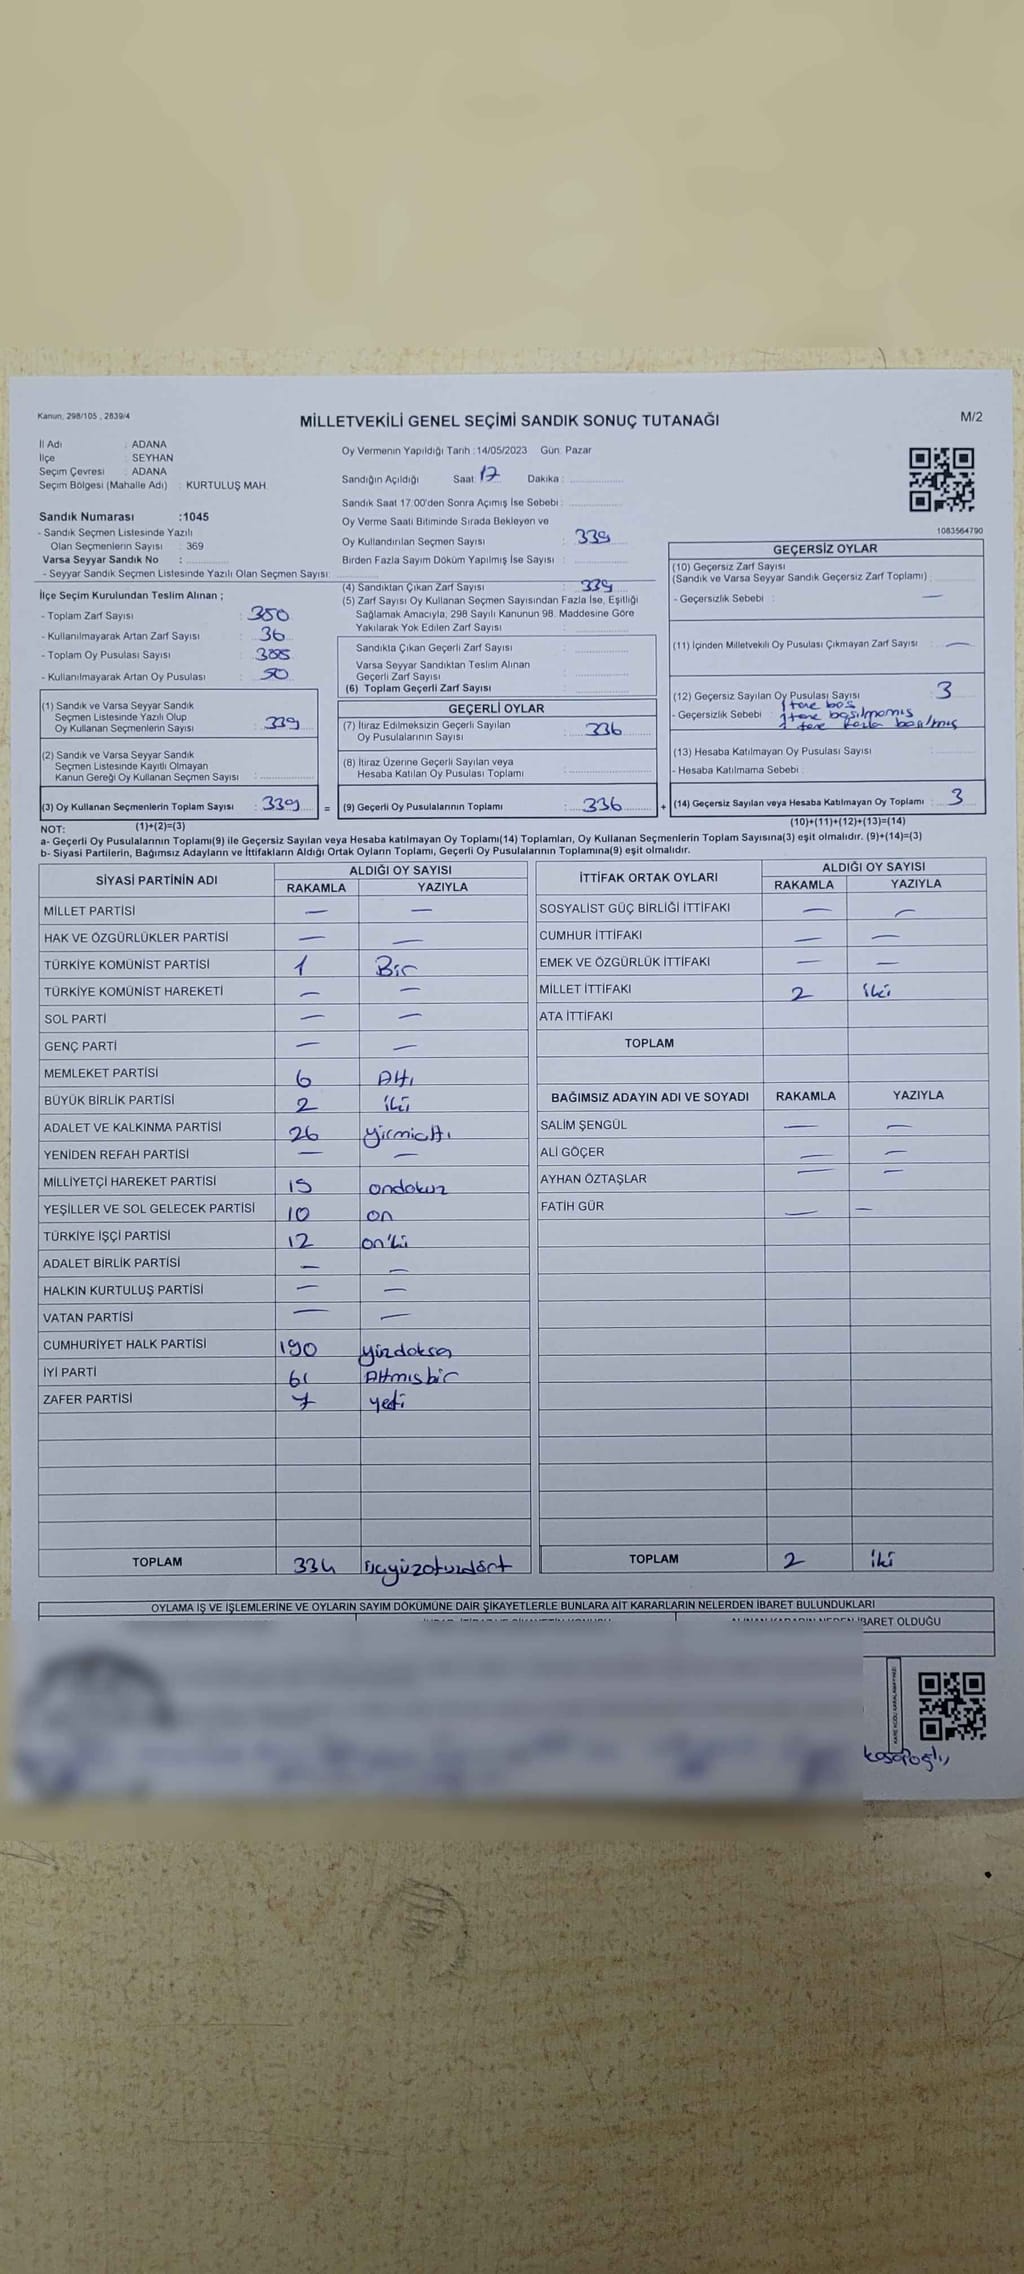 Kanun, 298/105 , 2839/4
MİLLETVEKİLİ GENEL SEÇİMİ SANDIK SONUÇ TUTANAĞI
M/2
İl Adı : ADANA
İlçe : SEYHAN
Seçim Çevresi : ADANA
Seçim Bölgesi (Mahalle Adı) : KURTULUŞ MAH.
Oy Vermenin Yapıldığı Tarih :14/05/2023 Gün: Pazar
Sandığın Açıldığı Saat: 17 Dakika :
Sandık Saat 17:00'den Sonra Açımış İse Sebebi :
Oy Verme Saati Bitiminde Sırada Bekleyen ve
Oy Kullandırılan Seçmen Sayısı : 339
Birden Fazla Sayım Döküm Yapılmış İse Sayısı :
1083564790
Sandık Numarası :1045
- Sandık Seçmen Listesinde Yazılı
Olan Seçmenlerin Sayısı : 369
Varsa Seyyar Sandık No :
- Seyyar Sandık Seçmen Listesinde Yazılı Olan Seçmen Sayısı:
İlçe Seçim Kurulundan Teslim Alınan ;
- Toplam Zarf Sayısı : 380
- Kullanılmayarak Artan Zarf Sayısı : 36
- Toplam Oy Pusulası Sayısı :
- Kullanılmayarak Artan Oy Pusulası : 50
(1) Sandık ve Varsa Seyyar Sandık
Seçmen Listesinde Yazılı Olup
Oy Kullanan Seçmenlerin Sayısı : 339
(2) Sandık ve Varsa Seyyar Sandık
Seçmen Listesinde Kayıtlı Olmayan
Kanun Gereği Oy Kullanan Seçmen Sayısı :
(3) Oy Kullanan Seçmenlerin Toplam Sayısı : 339 =
(1)+(2)=(3)
(4) Sandıktan Çıkan Zarf Sayısı : 339
(5) Zarf Sayısı Oy Kullanan Seçmen Sayısından Fazla İse, Eşitliği
Sağlamak Amacıyla; 298 Sayılı Kanunun 98. Maddesine Göre
Yakılarak Yok Edilen Zarf Sayısı :
Sandıkta Çıkan Geçerli Zarf Sayısı :
Varsa Seyyar Sandıktan Teslim Alınan
Geçerli Zarf Sayısı :
(6) Toplam Geçerli Zarf Sayısı :
GEÇERLİ OYLAR
(7) İtiraz Edilmeksizin Geçerli Sayılan
Oy Pusulalarının Sayısı : 336
(8) İtiraz Üzerine Geçerli Sayılan veya
Hesaba Katılan Oy Pusulası Toplamı :
(9) Geçerli Oy Pusulalarının Toplamı : 336 +
GEÇERSİZ OYLAR
(10) Geçersiz Zarf Sayısı
(Sandık ve Varsa Seyyar Sandık Geçersiz Zarf Toplamı) :
- Geçersizlik Sebebi : —
(11) İçinden Milletvekili Oy Pusulası Çıkmayan Zarf Sayısı : —
(12) Geçersiz Sayılan Oy Pusulası Sayısı : 3
- Geçersizlik Sebebi : 1 tane boş
1 tane basılmamış
1 tane fazla basılmış
(13) Hesaba Katılmayan Oy Pusulası Sayısı :
- Hesaba Katılmama Sebebi :
(14) Geçersiz Sayılan veya Hesaba Katılmayan Oy Toplamı : 3
(10)+(11)+(12)+(13)=(14)
NOT:
a- Geçerli Oy Pusulalarının Toplamı(9) ile Geçersiz Sayılan veya Hesaba katılmayan Oy Toplamı(14) Toplamları, Oy Kullanan Seçmenlerin Toplam Sayısına(3) eşit olmalıdır. (9)+(14)=(3)
b- Siyasi Partilerin, Bağımsız Adayların ve İttifakların Aldığı Ortak Oyların Toplamı, Geçerli Oy Pusulalarının Toplamına(9) eşit olmalıdır.
SİYASİ PARTİNİN ADI ALDIĞI OY SAYISI
RAKAMLA YAZIYLA
MİLLET PARTİSİ — —
HAK VE ÖZGÜRLÜKLER PARTİSİ — —
TÜRKİYE KOMÜNİST PARTİSİ 1 Bir
TÜRKİYE KOMÜNİST HAREKETİ — —
SOL PARTİ — —
GENÇ PARTİ — —
MEMLEKET PARTİSİ 6 Altı
BÜYÜK BİRLİK PARTİSİ 2 iki
ADALET VE KALKINMA PARTİSİ 26 yirmialtı
YENİDEN REFAH PARTİSİ — —
MİLLİYETÇİ HAREKET PARTİSİ 19 ondokuz
YEŞİLLER VE SOL GELECEK PARTİSİ 10 on
TÜRKİYE İŞÇİ PARTİSİ 12 on iki
ADALET BİRLİK PARTİSİ — —
HALKIN KURTULUŞ PARTİSİ — —
VATAN PARTİSİ — —
CUMHURİYET HALK PARTİSİ 190 yüzdoksan
İYİ PARTİ 61 Altmışbir
ZAFER PARTİSİ 7 yedi
TOPLAM 334 üçyüzotuzdört
İTTİFAK ORTAK OYLARI ALDIĞI OY SAYISI
RAKAMLA YAZIYLA
SOSYALİST GÜÇ BİRLİĞİ İTTİFAKI — —
CUMHUR İTTİFAKI — —
EMEK VE ÖZGÜRLÜK İTTİFAKI — —
MİLLET İTTİFAKI 2 iki
ATA İTTİFAKI
TOPLAM
BAĞIMSIZ ADAYIN ADI VE SOYADI RAKAMLA YAZIYLA
SALİM ŞENGÜL — —
ALİ GÖÇER — —
AYHAN ÖZTAŞLAR — —
FATİH GÜR — —
TOPLAM 2 iki
OYLAMA İŞ VE İŞLEMLERİNE VE OYLARIN SAYIM DÖKÜMÜNE DAİR ŞİKAYETLERLE BUNLARA AİT KARARLARIN NELERDEN İBARET BULUNDUKLARI
İBARET OLDUĞU